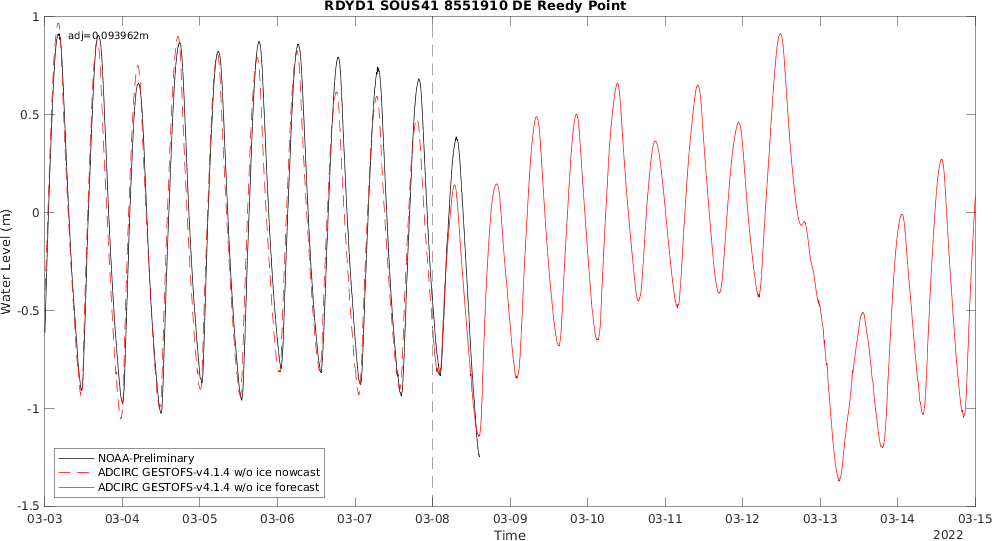 RDYD1 SOUS41 8551910 DE Reedy Point
adj=0.093962m
1
0.5
0
-0.5
-1
-1.5
Water Level (m)
NOAA-Preliminary
ADCIRC GESTOFS-v4.1.4 w/o ice nowcast
ADCIRC GESTOFS-v4.1.4 w/o ice forecast
03-03 03-04 03-05 03-06 03-07 03-08 03-09 03-10 03-11 03-12 03-13 03-14 03-15
Time
2022